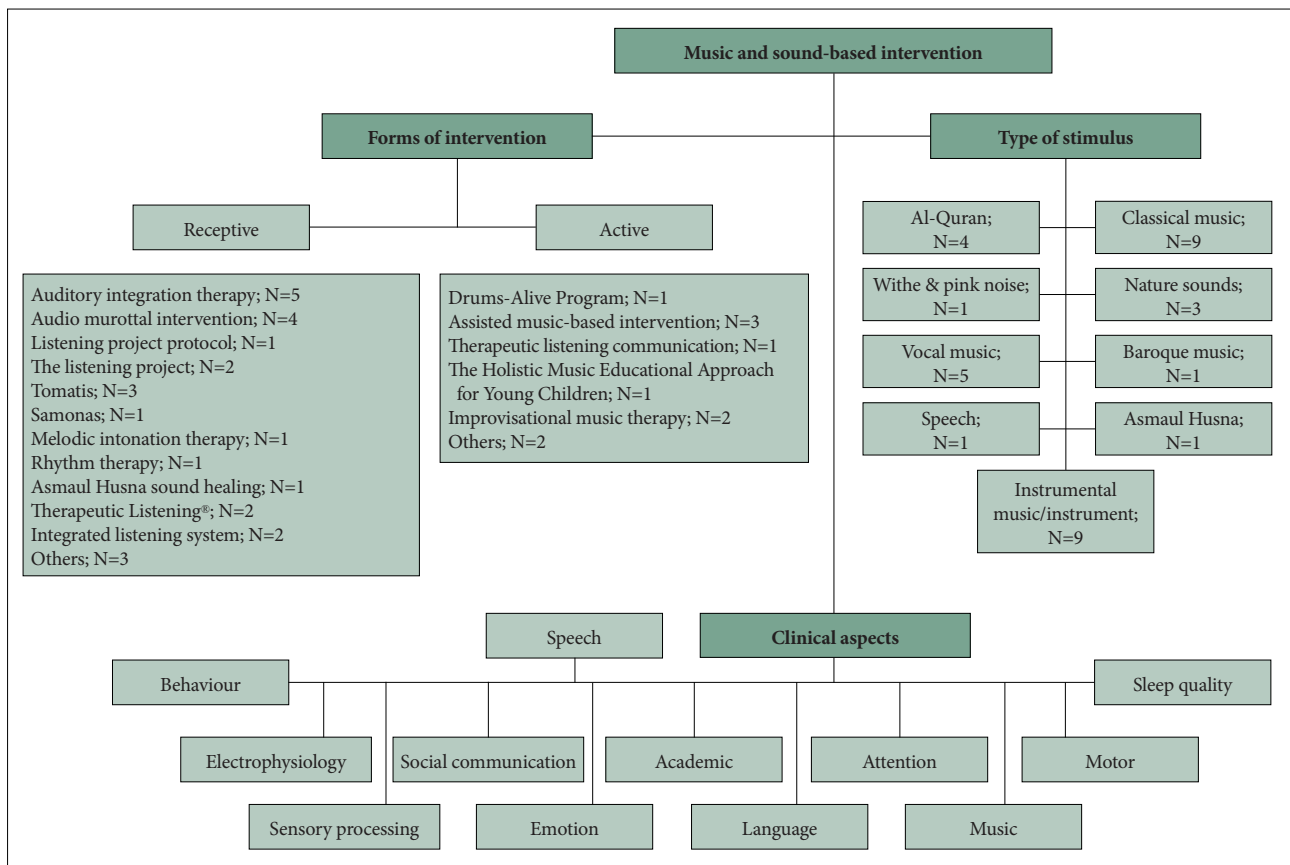 Music and sound-based intervention
Forms of intervention
Type of stimulus
Receptive
Active
Auditory integration therapy; N=5
Audio murottal intervention; N=4
Listening project protocol; N=1
The listening project; N=2
Tomatis; N=3
Samonas; N=1
Melodic intonation therapy; N=1
Rhythm therapy; N=1
Asmaul Husna sound healing; N=1
Therapeutic Listening®; N=2
Integrated listening system; N=2
Others; N=3
Drums-Alive Program; N=1
Assisted music-based intervention; N=3
Therapeutic listening communication; N=1
The Holistic Music Educational Approach
for Young Children; N=1
Improvisational music therapy; N=2
Others; N=2
Al-Quran;
N=4
Classical music;
N=9
Withe & pink noise;
N=1
Nature sounds;
N=3
Vocal music;
N=5
Baroque music;
N=1
Speech;
N=1
Asmaul Husna;
N=1
Instrumental
music/instrument;
N=9
Clinical aspects
Speech
Behaviour
Sleep quality
Electrophysiology
Social communication
Academic
Attention
Motor
Sensory processing
Emotion
Language
Music